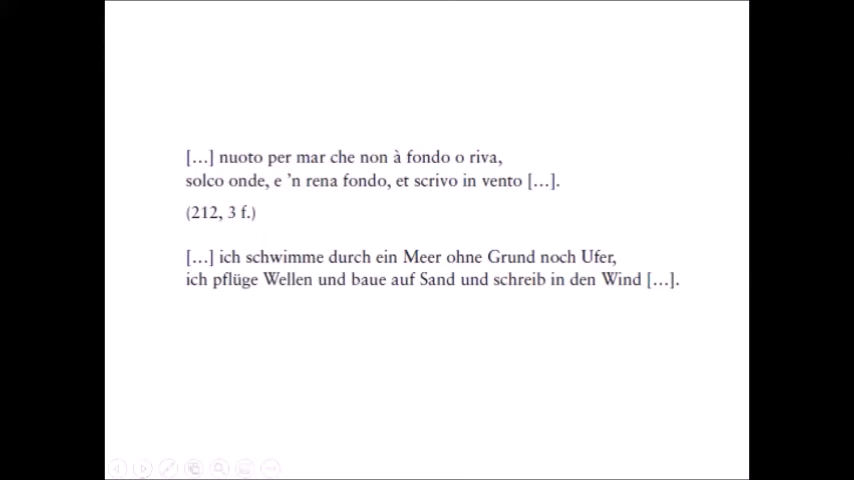 […] nuoto per mar che non à fondo o riva,
solco onde, e ’n rena fondo, et scrivo in vento […].
(212, 3 f.)
[…] ich schwimme durch ein Meer ohne Grund noch Ufer,
ich pflüge Wellen und baue auf Sand und schreib in den Wind […].